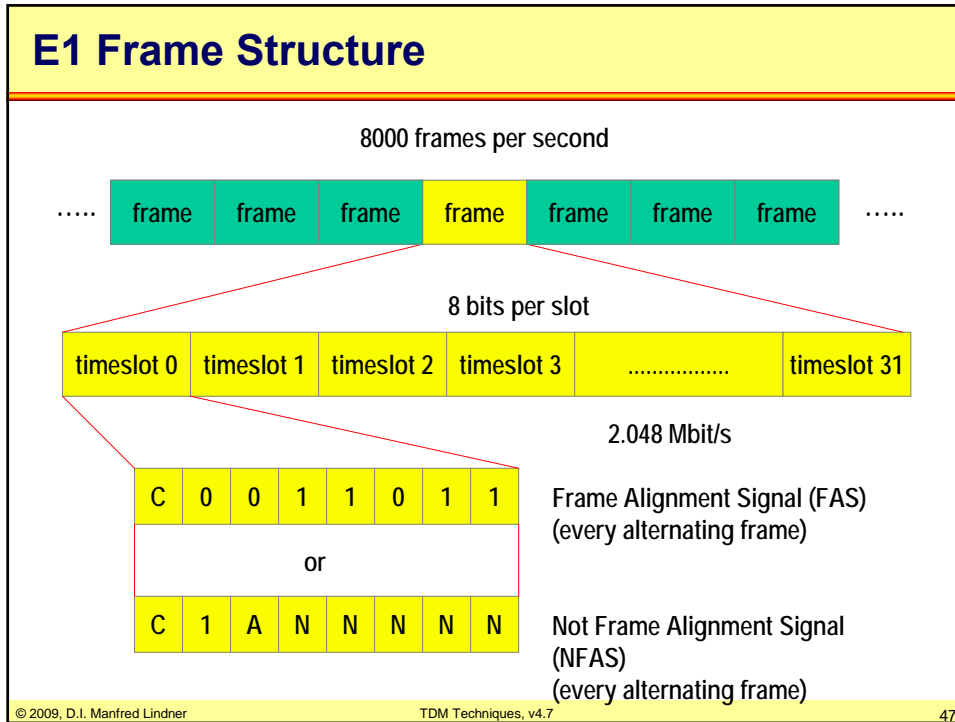 E1 Frame Structure
8000 frames per second
..... frame frame frame frame frame frame frame .....
8 bits per slot
timeslot 0 timeslot 1 timeslot 2 timeslot 3 ................. timeslot 31
2.048 Mbit/s
C 0 0 1 1 0 1 1 Frame Alignment Signal (FAS)
(every alternating frame)
or
C 1 A N N N N N Not Frame Alignment Signal
(NFAS)
(every alternating frame)
© 2009, D.I. Manfred Lindner TDM Techniques, v4.7 47